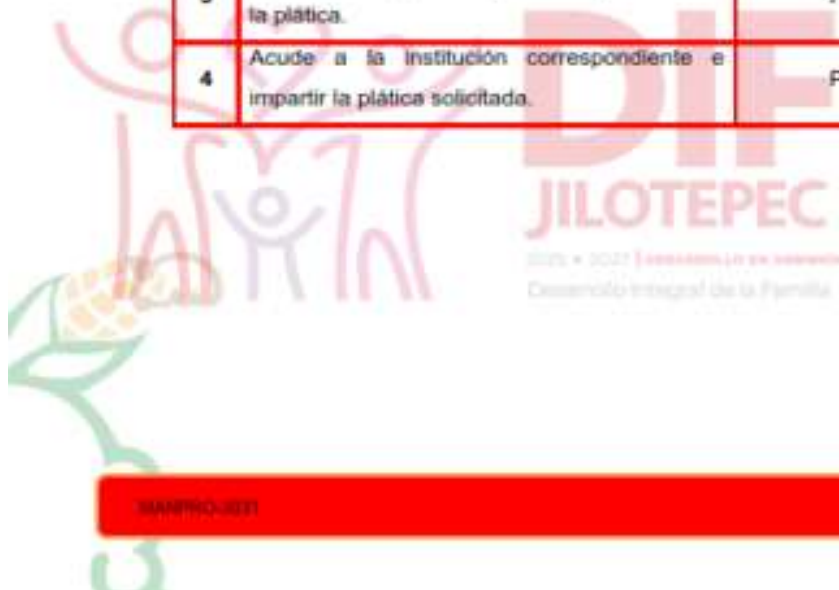 la plática.
4 Acude a la Institución correspondiente e
impartir la plática solicitada.
DIF
JILOTEPEC
Desarrollo Integral de la Familia